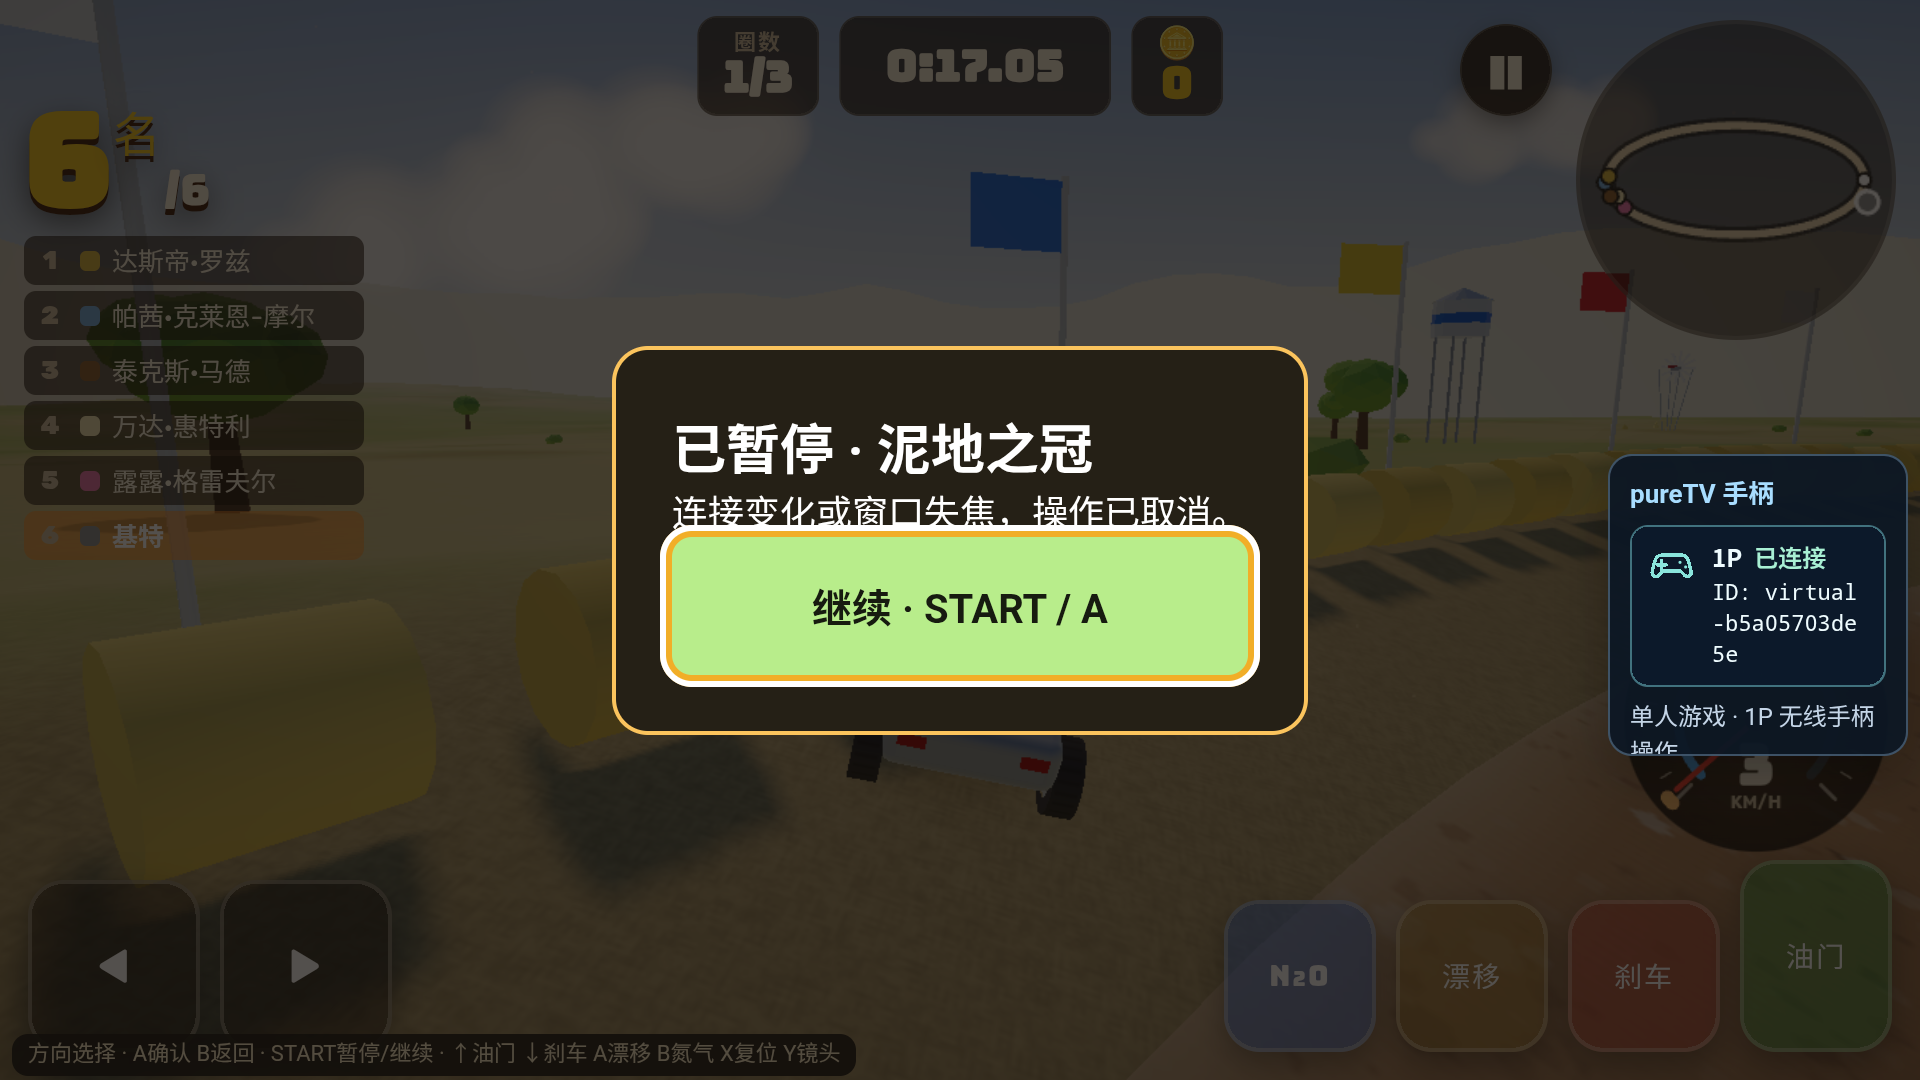 圈数
1/3
0:17.05
0
6名
/6
1 达斯帝•罗兹
2 帕茜•克莱恩-摩尔
3 泰克斯•马德
4 万达•惠特利
5 露露•格雷夫尔
6 基特
已暂停 · 泥地之冠
连接变化或窗口失焦，操作已取消。
继续 · START / A
pureTV 手柄
1P 已连接
ID: virtual
-b5a05703de
5e
单人游戏 · 1P 无线手柄
操作
3
KM/H
N2O
漂移
刹车
油门
方向选择 · A确认 B返回 · START暂停/继续 · ↑油门 ↓刹车 A漂移 B氮气 X复位 Y镜头